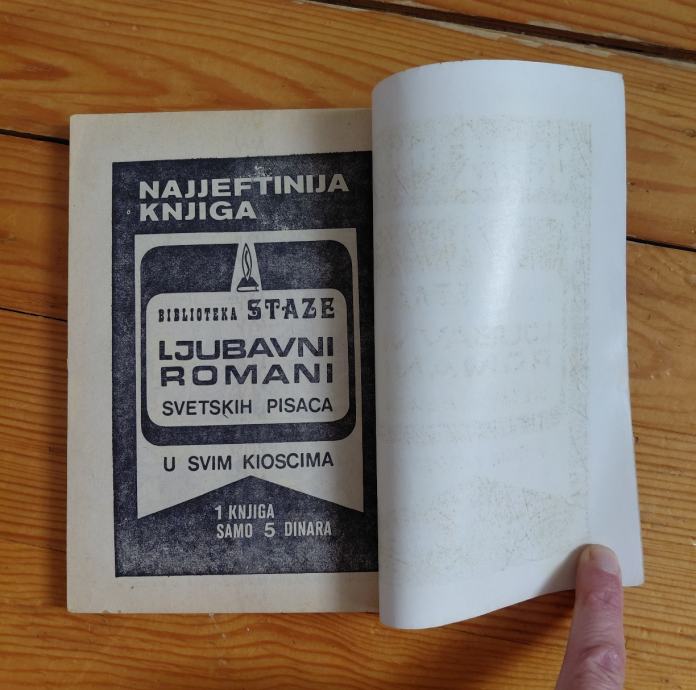 NAJJEFTINIJA
KNJIGA
BIBLIOTEKA STAZE
LJUBAVNI
ROMANI
SVETSKIH PISACA
U SVIM KIOSCIMA
1 KNJIGA
SAMO 5 DINARA